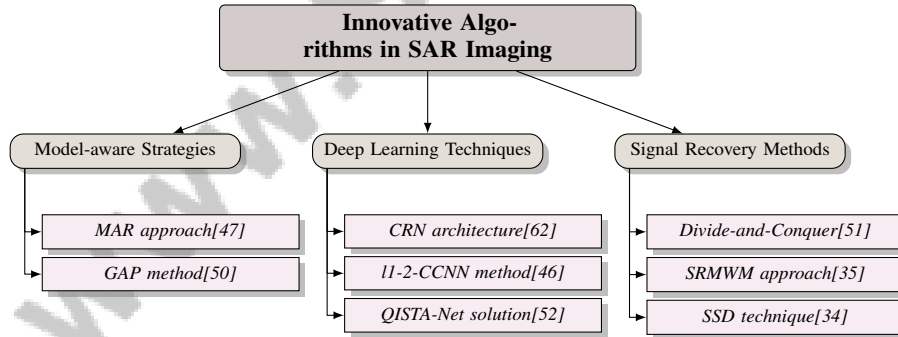 Innovative Algo-
rithms in SAR Imaging
Model-aware Strategies
Deep Learning Techniques
Signal Recovery Methods
MAR approach[47]
CRN architecture[62]
Divide-and-Conquer[51]
GAP method[50]
l1-2-CCNN method[46]
SRMWM approach[35]
QISTA-Net solution[52]
SSD technique[34]
www.